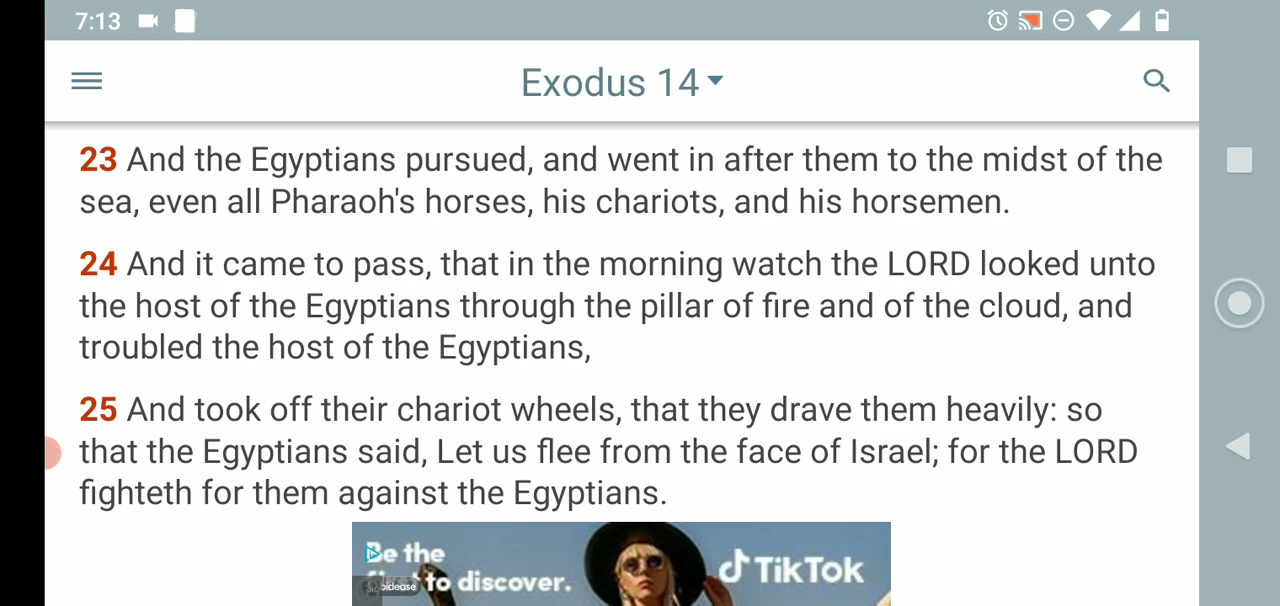 7:13
Exodus 14
23 And the Egyptians pursued, and went in after them to the midst of the
sea, even all Pharaoh's horses, his chariots, and his horsemen.
24 And it came to pass, that in the morning watch the LORD looked unto
the host of the Egyptians through the pillar of fire and of the cloud, and
troubled the host of the Egyptians,
25 And took off their chariot wheels, that they drave them heavily: so
that the Egyptians said, Let us flee from the face of Israel; for the LORD
fighteth for them against the Egyptians.
Be the
to discover.
TikTok
bidease